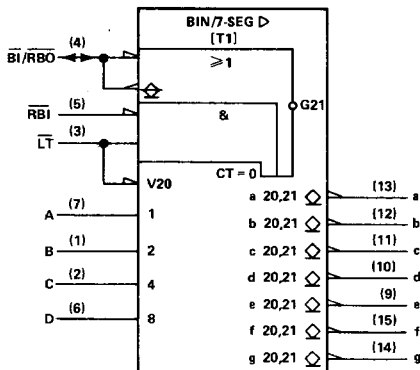 BIN/7-SEG ▷
[T1]
BI/RBO (4)
≥1
G21
RBI (5)
&
LT (3)
CT = 0
V20
A (7) 1
B (1) 2
C (2) 4
D (6) 8
a 20,21 (13) a
b 20,21 (12) b
c 20,21 (11) c
d 20,21 (10) d
e 20,21 (9) e
f 20,21 (15) f
g 20,21 (14) g